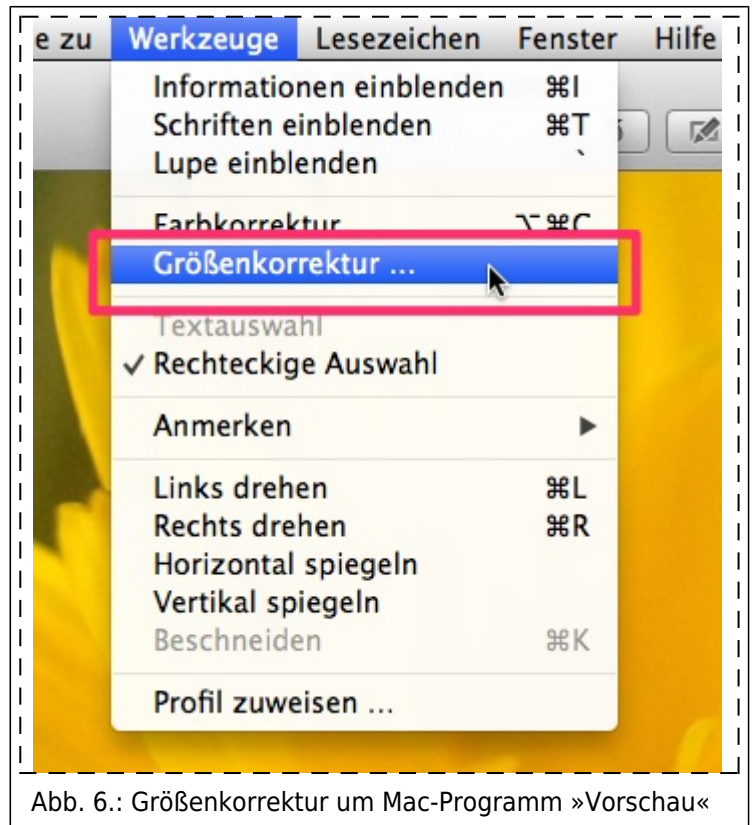 e zu Werkzeuge Lesezeichen Fenster Hilfe
Informationen einblenden ⌘I
Schriften einblenden ⌘T
Lupe einblenden `
Farbkorrektur ⌥⌘C
Größenkorrektur ...
Textauswahl
✓ Rechteckige Auswahl
Anmerken ▶
Links drehen ⌘L
Rechts drehen ⌘R
Horizontal spiegeln
Vertikal spiegeln
Beschneiden ⌘K
Profil zuweisen ...
Abb. 6.: Größenkorrektur um Mac-Programm »Vorschau«